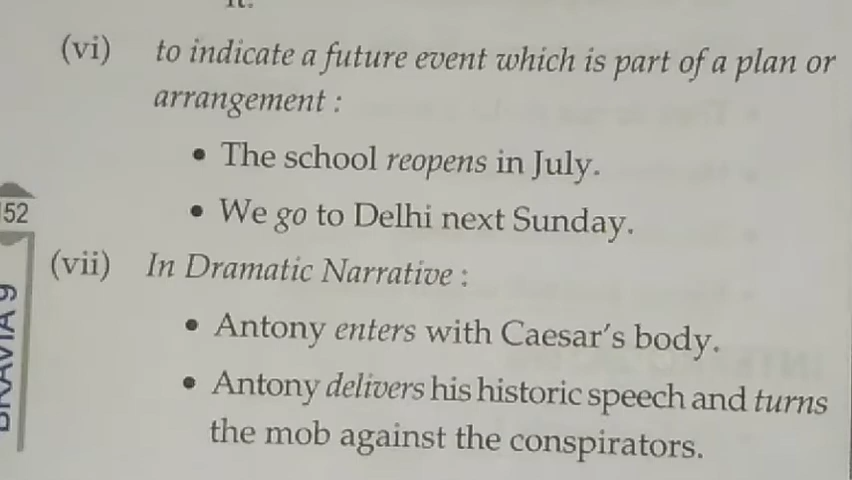 it.
(vi) to indicate a future event which is part of a plan or
arrangement :
• The school reopens in July.
• We go to Delhi next Sunday.
(vii) In Dramatic Narrative :
• Antony enters with Caesar's body.
• Antony delivers his historic speech and turns
the mob against the conspirators.
152